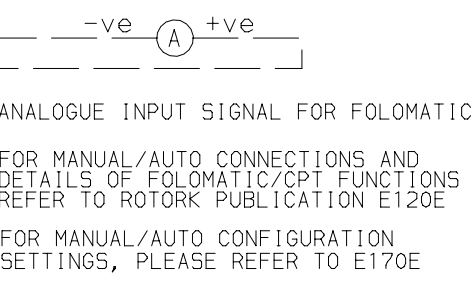 -ve A +ve
ANALOGUE INPUT SIGNAL FOR FOLOMATIC
FOR MANUAL/AUTO CONNECTIONS AND
DETAILS OF FOLOMATIC/CPT FUNCTIONS
REFER TO ROTORK PUBLICATION E120E
FOR MANUAL/AUTO CONFIGURATION
SETTINGS, PLEASE REFER TO E170E